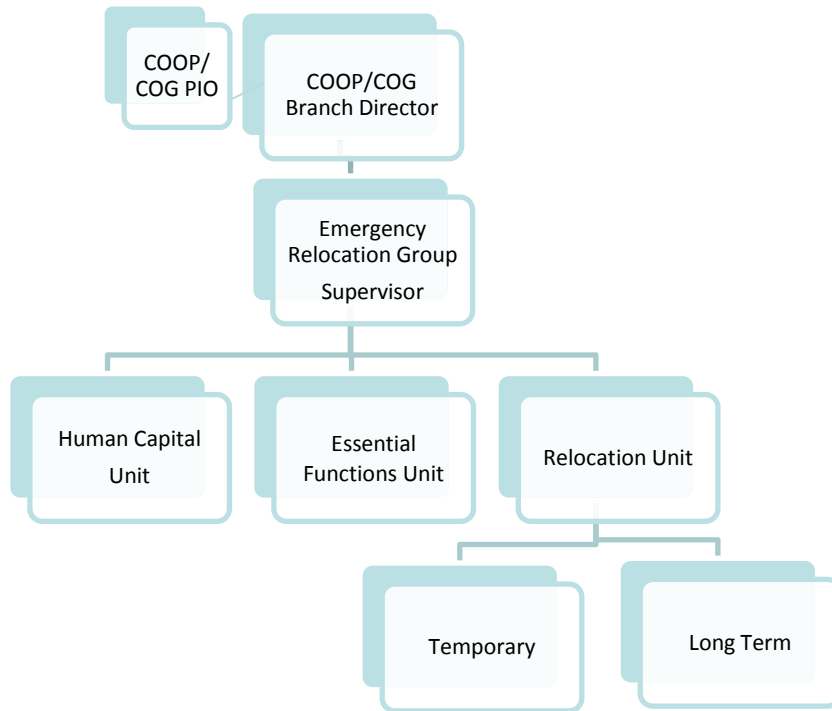 COOP/
COG PIO
COOP/COG
Branch Director
Emergency
Relocation Group
Supervisor
Human Capital
Unit
Essential
Functions Unit
Relocation Unit
Temporary
Long Term